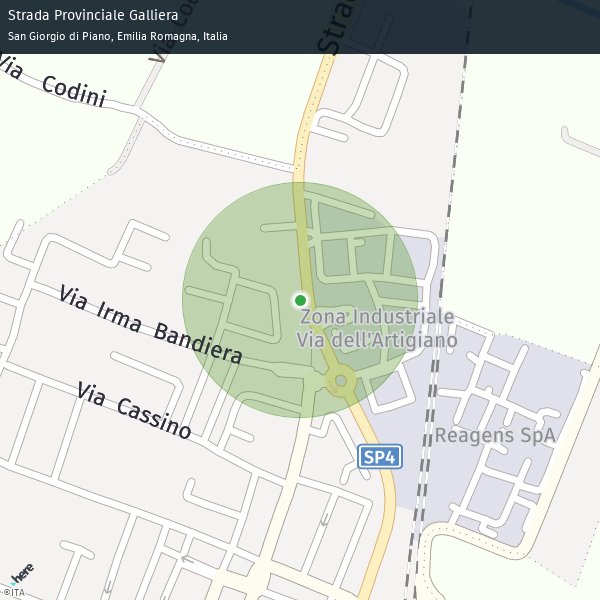 Strada Provinciale Galliera
San Giorgio di Piano, Emilia Romagna, Italia
Via Codini
Via Irma Bandiera
Zona Industriale
Via dell'Artigiano
Via Cassino
Reagens SpA
SP4
here
©ITA